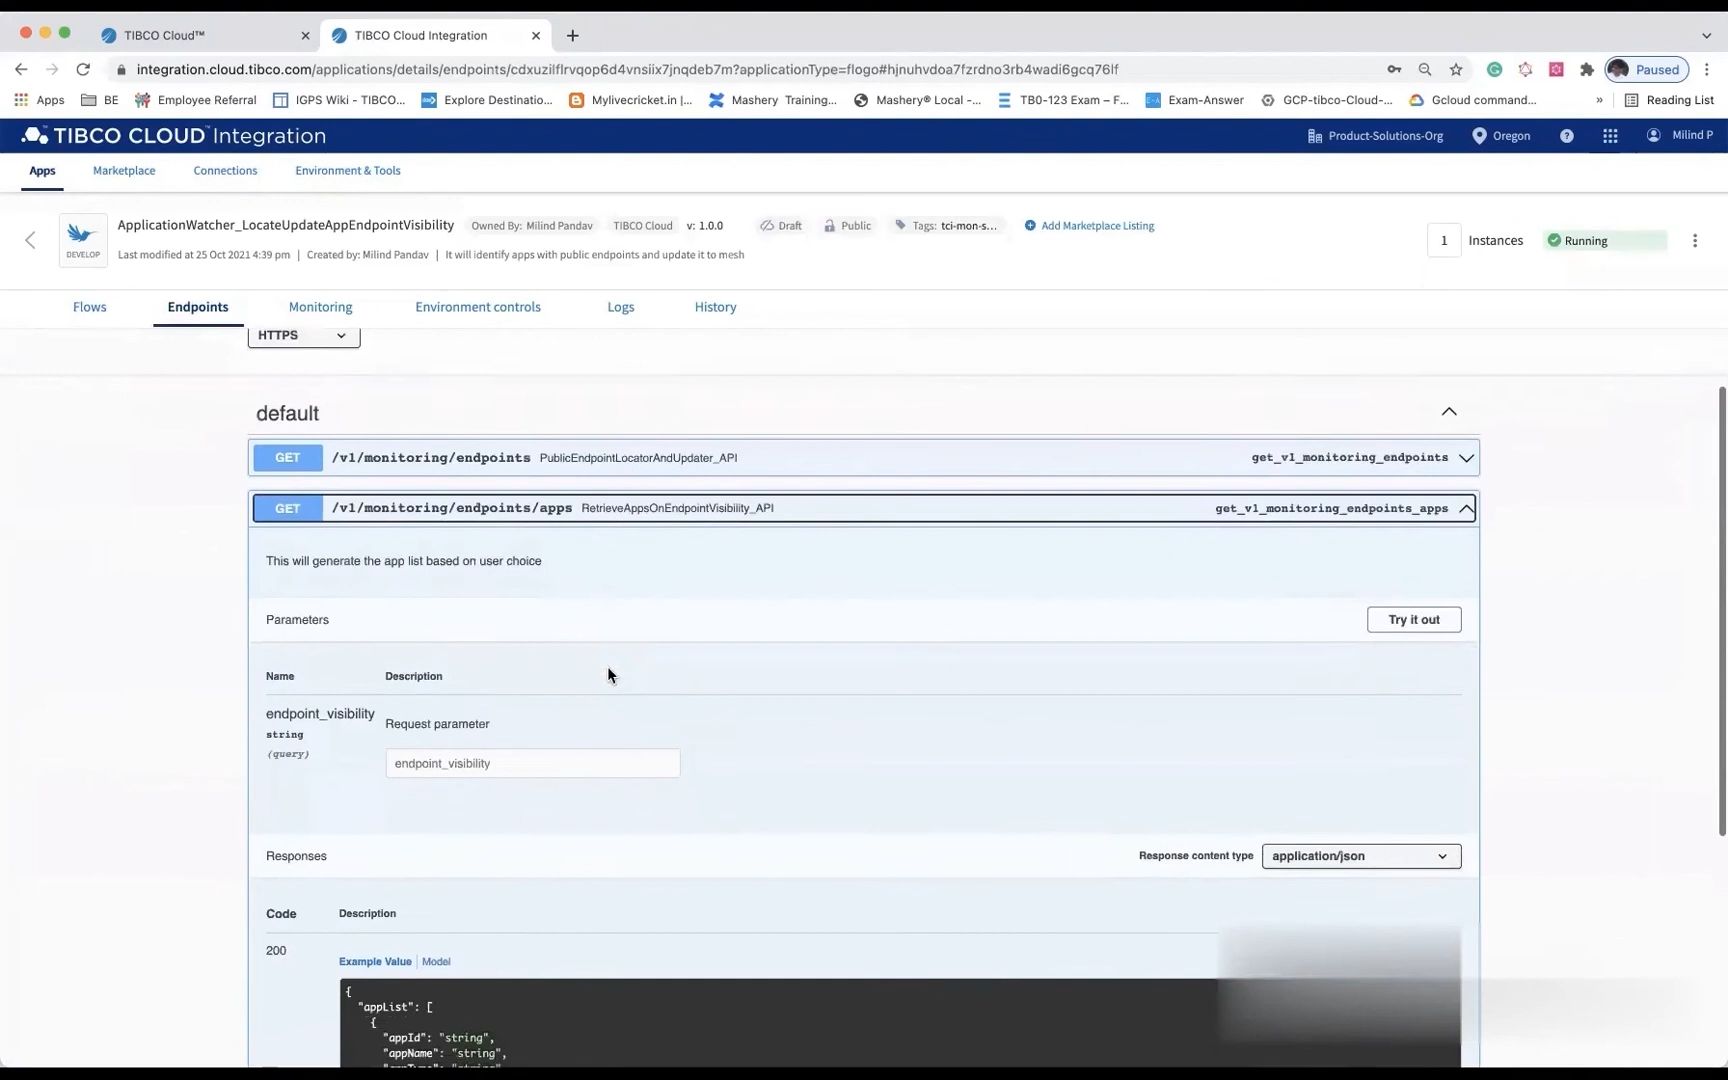 TIBCO Cloud™
TIBCO Cloud Integration
integration.cloud.tibco.com/applications/details/endpoints/cdxuzilflrvqop6d4vnsiix7jnqdeb7m?applicationType=flogo#hjnuhvdoa7fzrdno3rb4wadi6gcq76lf
Paused
Apps BE Employee Referral IGPS Wiki - TIBCO... Explore Destinatio... Mylivecricket.in |... Mashery Training... Mashery® Local -... TB0-123 Exam – F... Exam-Answer GCP-tibco-Cloud-... Gcloud command... » Reading List
TIBCO CLOUD™ Integration
Product-Solutions-Org Oregon Milind P
Apps Marketplace Connections Environment & Tools
ApplicationWatcher_LocateUpdateAppEndpointVisibility Owned By: Milind Pandav TIBCO Cloud v: 1.0.0 Draft Public Tags: tci-mon-s... Add Marketplace Listing
1 Instances Running
DEVELOP
Last modified at 25 Oct 2021 4:39 pm | Created by: Milind Pandav | It will identify apps with public endpoints and update it to mesh
Flows Endpoints Monitoring Environment controls Logs History
HTTPS
default
GET /v1/monitoring/endpoints PublicEndpointLocatorAndUpdater_API get_v1_monitoring_endpoints
GET /v1/monitoring/endpoints/apps RetrieveAppsOnEndpointVisibility_API get_v1_monitoring_endpoints_apps
This will generate the app list based on user choice
Parameters Try it out
Name Description
endpoint_visibility Request parameter
string
(query)
endpoint_visibility
Responses Response content type application/json
Code Description
200
Example Value | Model
{
"appList": [
{
"appId": "string",
"appName": "string",